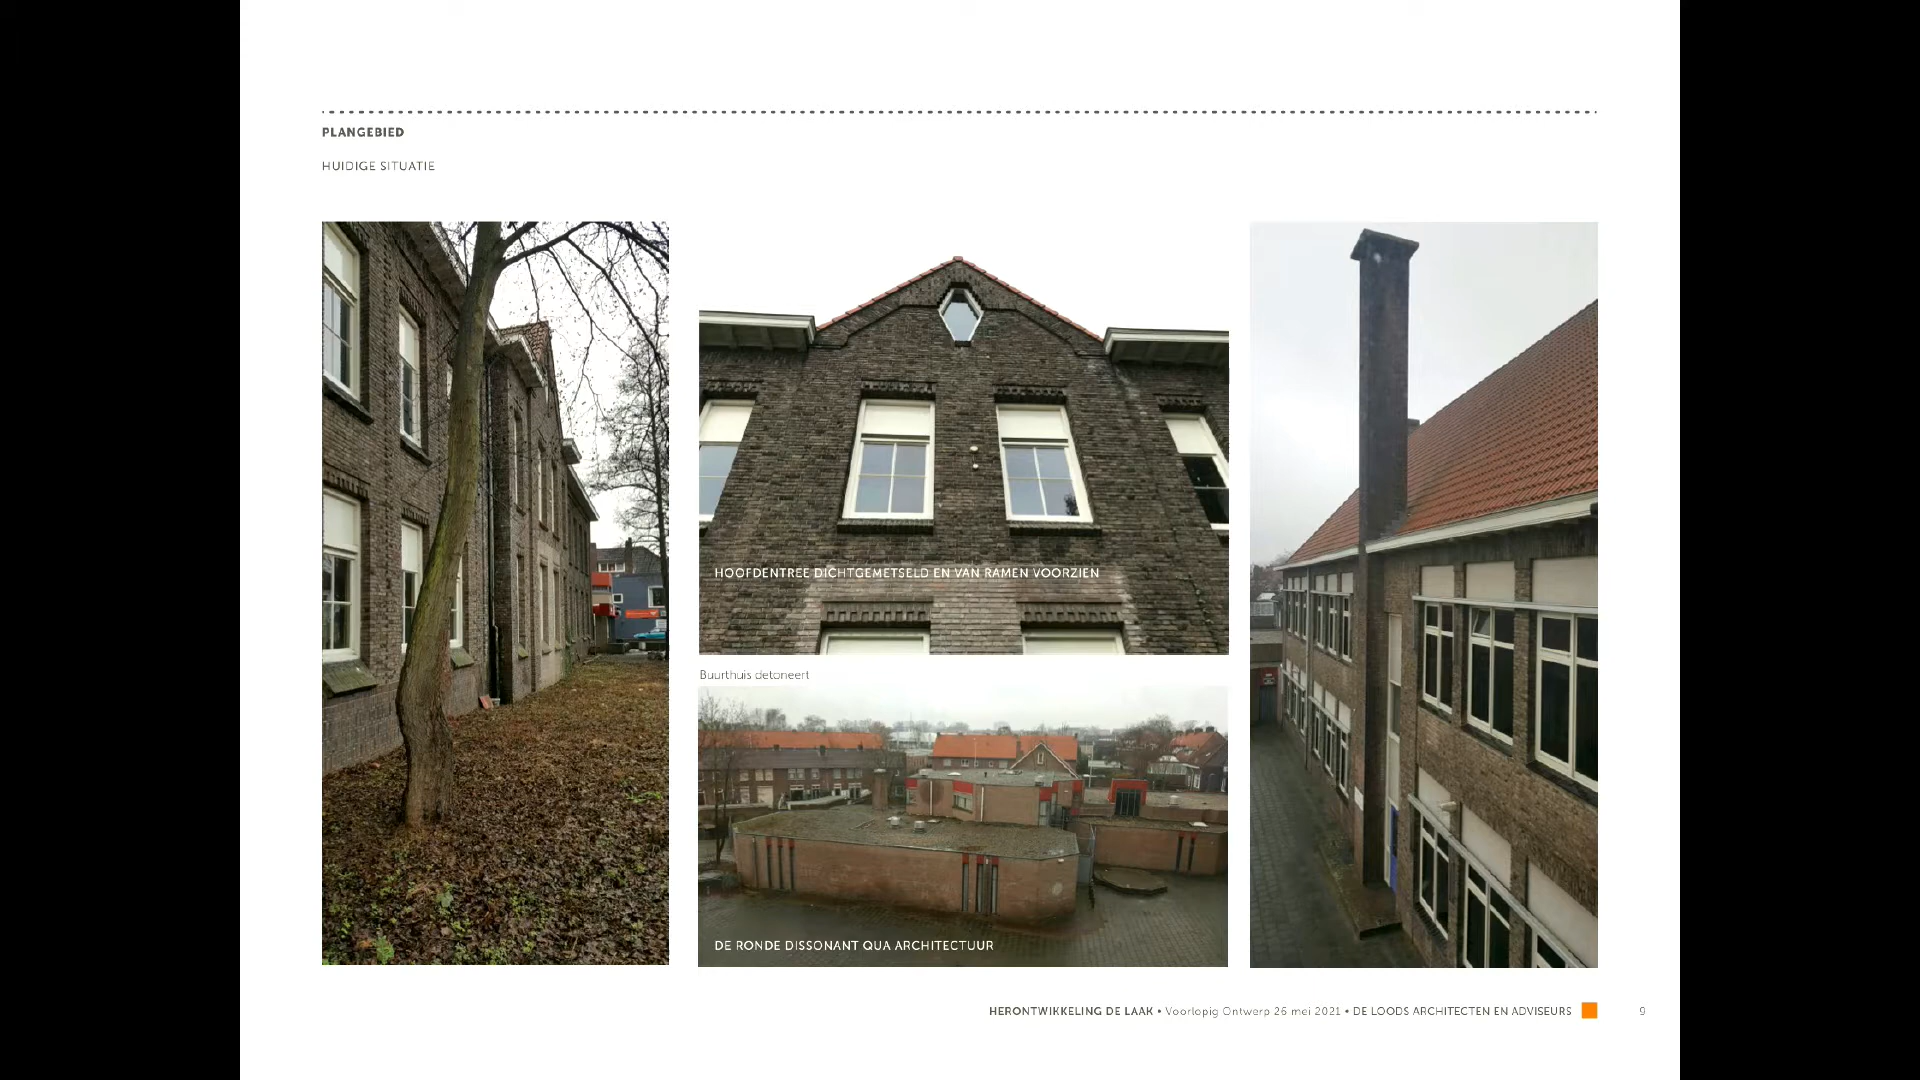 PLANGEBIED
HUIDIGE SITUATIE
HOOFDENTREE DICHTGEMETSELD EN VAN RAMEN VOORZIEN
Buurthuis detoneert
DE RONDE DISSONANT QUA ARCHITECTUUR
HERONTWIKKELING DE LAAK • Voorlopig Ontwerp 26 mei 2021 • DE LOODS ARCHITECTEN EN ADVISEURS 9